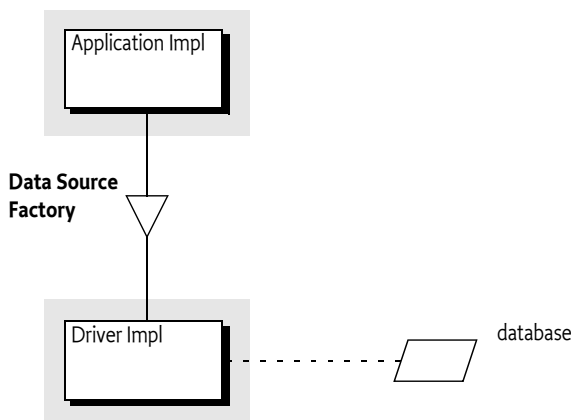 Application Impl
Data Source
Factory
Driver Impl
database